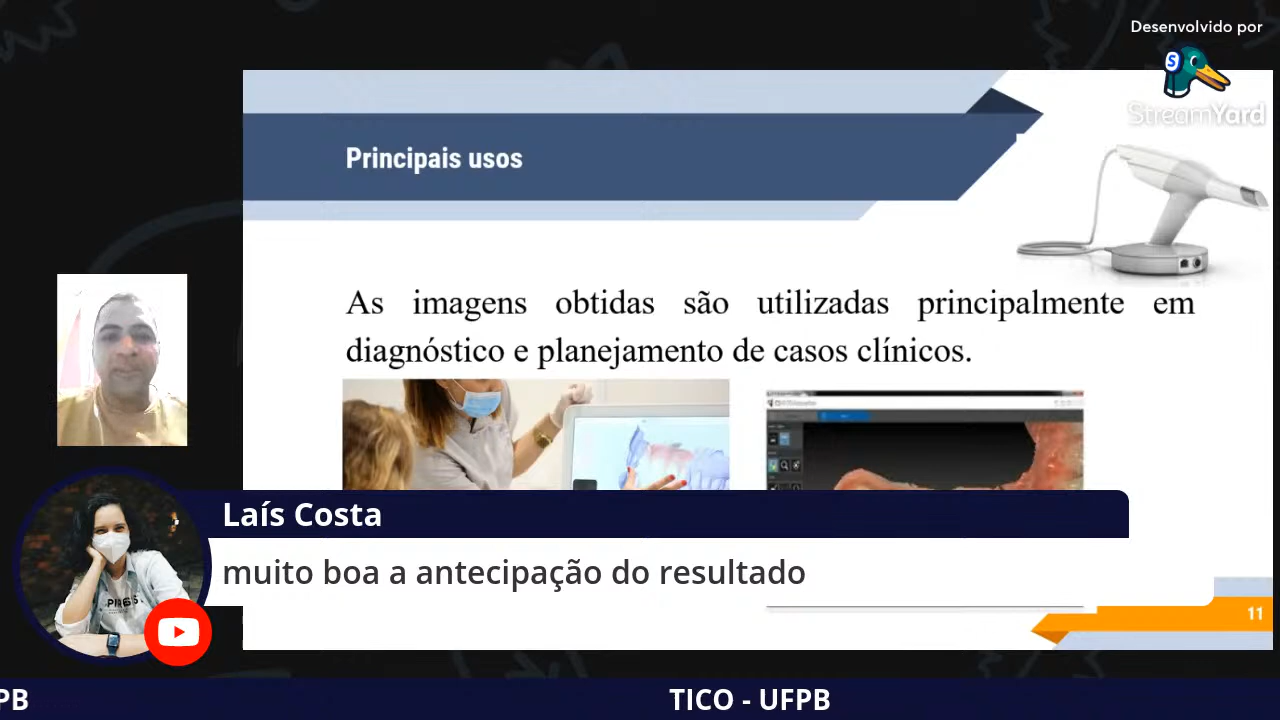 Desenvolvido por
StreamYard
Principais usos
As imagens obtidas são utilizadas principalmente em
diagnóstico e planejamento de casos clínicos.
Laís Costa
muito boa a antecipação do resultado
11
PB
TICO - UFPB